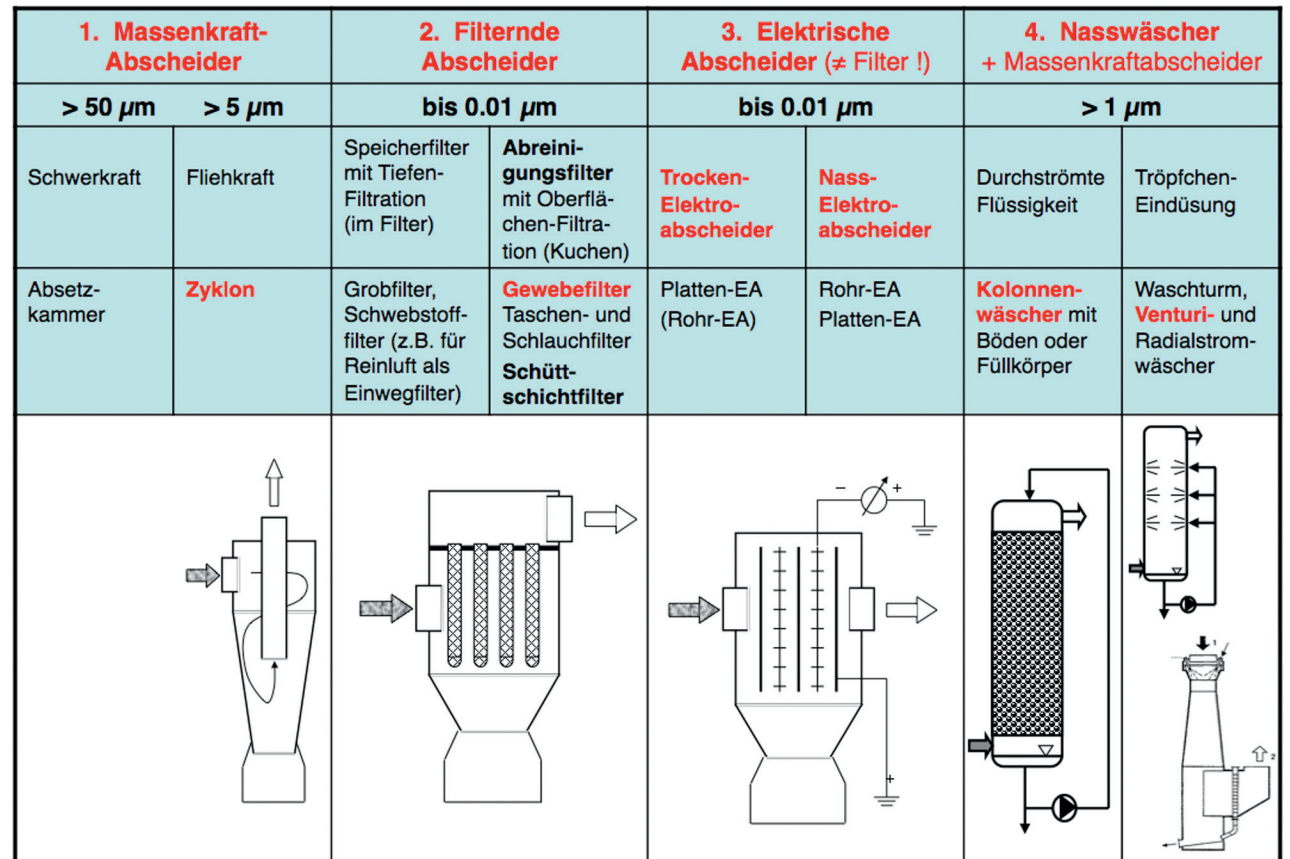 1. Massenkraft-
Abscheider
2. Filternde
Abscheider
3. Elektrische
Abscheider (≠ Filter !)
4. Nasswäscher
+ Massenkraftabscheider
> 50 µm
> 5 µm
bis 0.01 µm
bis 0.01 µm
> 1 µm
Schwerkraft
Fliehkraft
Speicherfilter
mit Tiefen-
Filtration
(im Filter)
Abreini-
gungsfilter
mit Oberflä-
chen-Filtra-
tion (Kuchen)
Trocken-
Elektro-
abscheider
Nass-
Elektro-
abscheider
Durchströmte
Flüssigkeit
Tröpfchen-
Eindüsung
Absetz-
kammer
Zyklon
Grobfilter,
Schwebstoff-
filter (z.B. für
Reinluft als
Einwegfilter)
Gewebefilter
Taschen- und
Schlauchfilter
Schütt-
schichtfilter
Platten-EA
(Rohr-EA)
Rohr-EA
Platten-EA
Kolonnen-
wäscher mit
Böden oder
Füllkörper
Waschturm,
Venturi- und
Radialstrom-
wäscher
− +
+
1
2